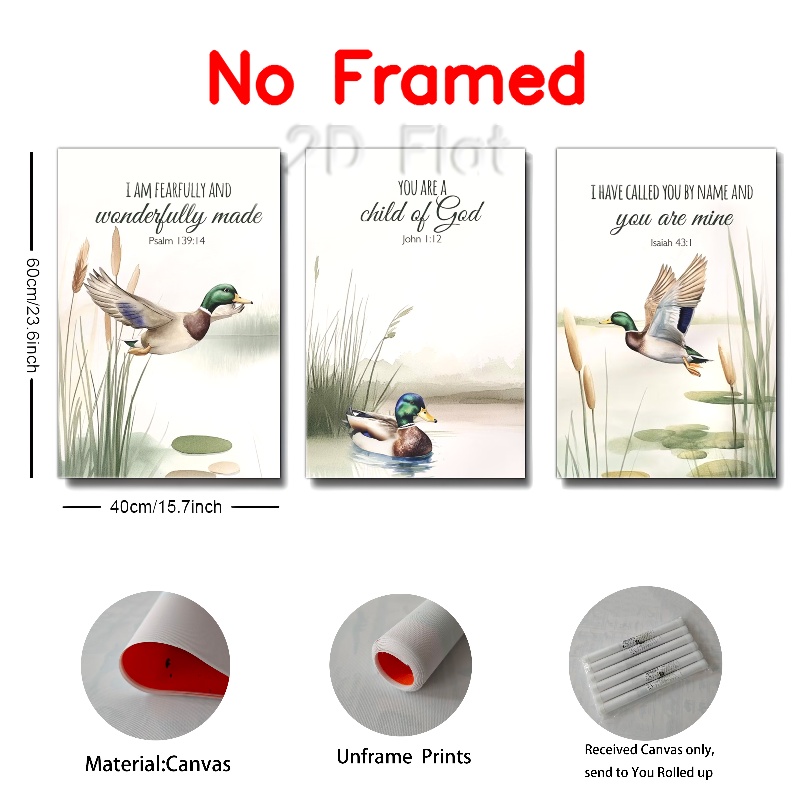 No Framed
2D Flat
I AM FEARFULLY AND
wonderfully made
Psalm 139:14
YOU ARE A
child of God
John 1:12
I HAVE CALLED YOU BY NAME AND
you are mine
Isaiah 43:1
60cm/23.6inch
40cm/15.7inch
Material:Canvas
Unframe Prints
Received Canvas only,
send to You Rolled up